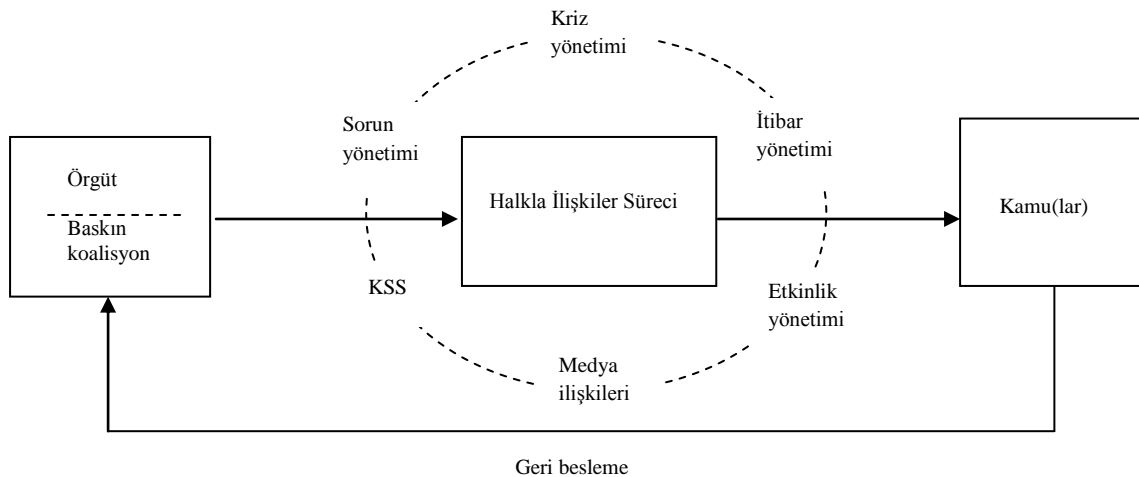 Kriz
yönetimi
Sorun
yönetimi
İtibar
yönetimi
Örgüt
Baskın
koalisyon
Halkla İlişkiler Süreci
Kamu(lar)
KSS
Etkinlik
yönetimi
Medya
ilişkileri
Geri besleme